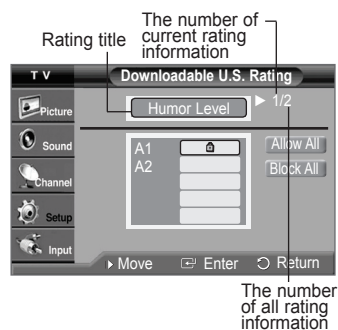 The number of
current rating
information
Rating title
T V
Downloadable U.S. Rating
Picture
Humor Level
► 1/2
Sound
A1
Allow All
A2
Block All
Channel
Setup
Input
Move
Enter
Return
The number
of all rating
information